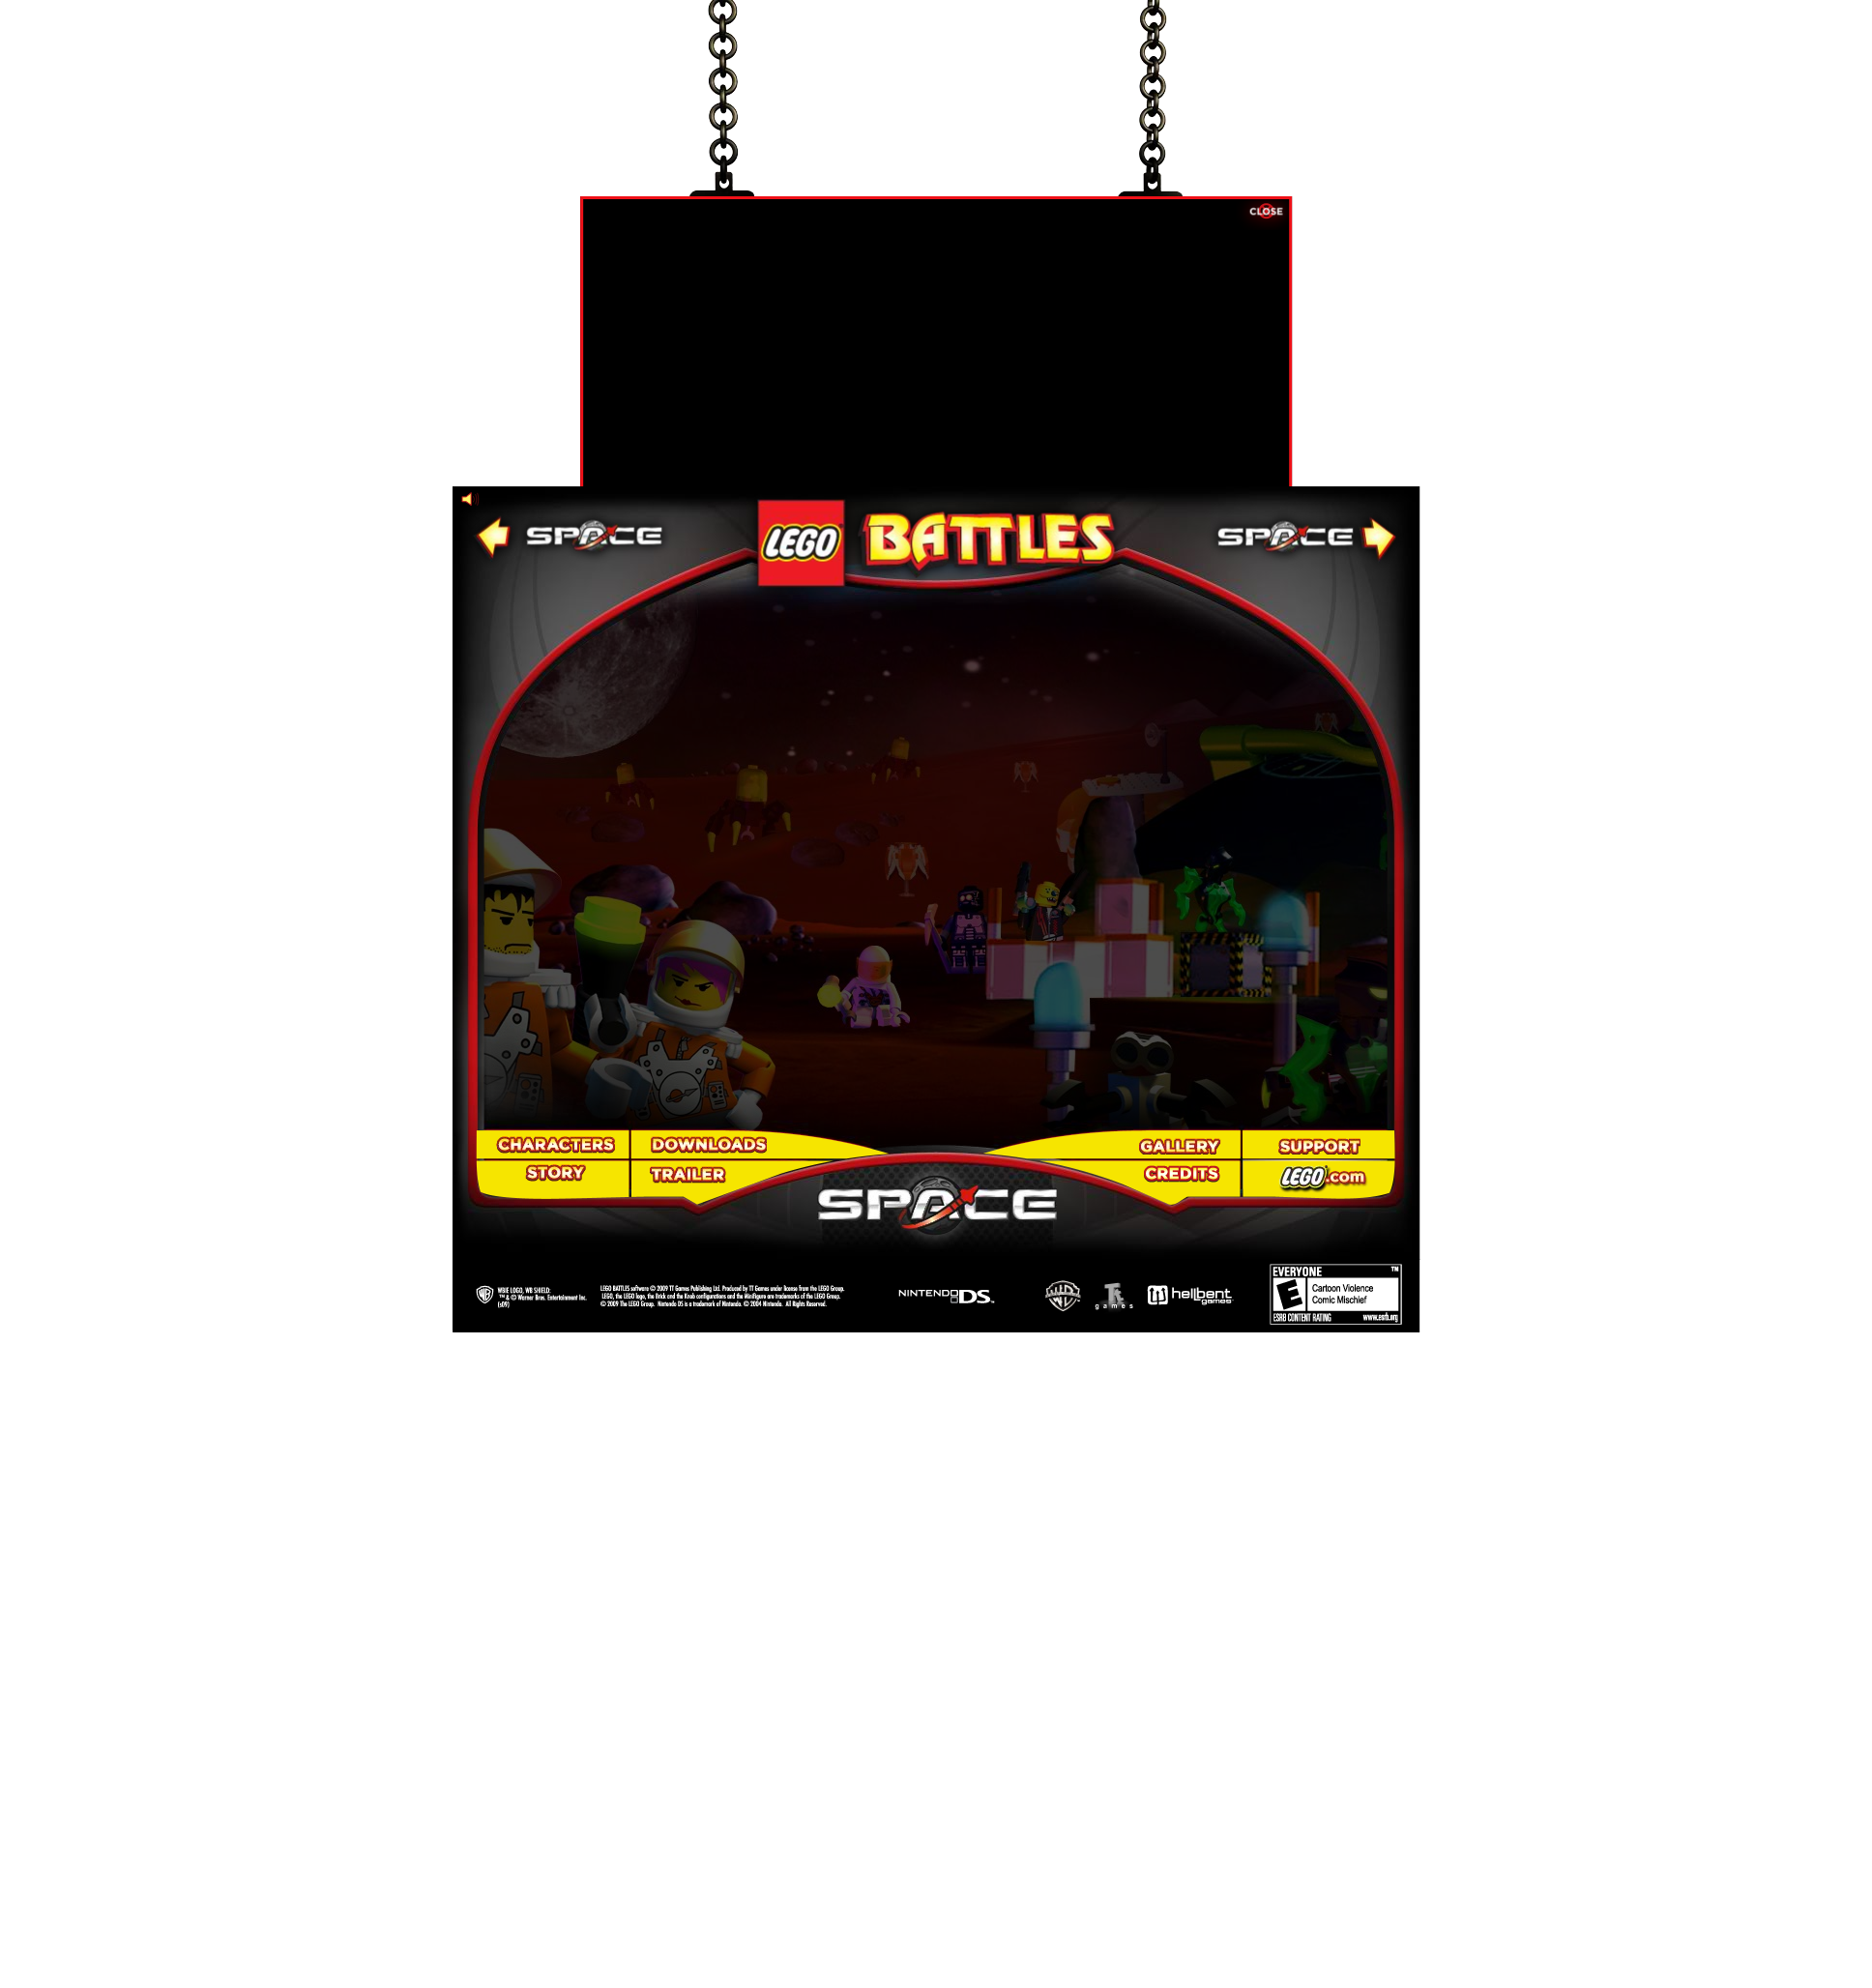 CLOSE
SPACE
LEGO
BATTLES
SPACE
CHARACTERS
DOWNLOADS
GALLERY
SUPPORT
STORY
TRAILER
CREDITS
LEGO.com
SPACE
WBIE LOGO, WB SHIELD:
™ & © Warner Bros. Entertainment Inc.
(s09)
LEGO BATTLES software © 2009 TT Games Publishing Ltd. Produced by TT Games under license from the LEGO Group.
LEGO, the LEGO logo, the Brick and the Knob configurations and the Minifigure are trademarks of the LEGO Group.
© 2009 The LEGO Group. Nintendo DS is a trademark of Nintendo. © 2004 Nintendo. All Rights Reserved.
NINTENDO DS™
games
hellbent
games
EVERYONE ™
E
Cartoon Violence
Comic Mischief
ESRB CONTENT RATING www.esrb.org